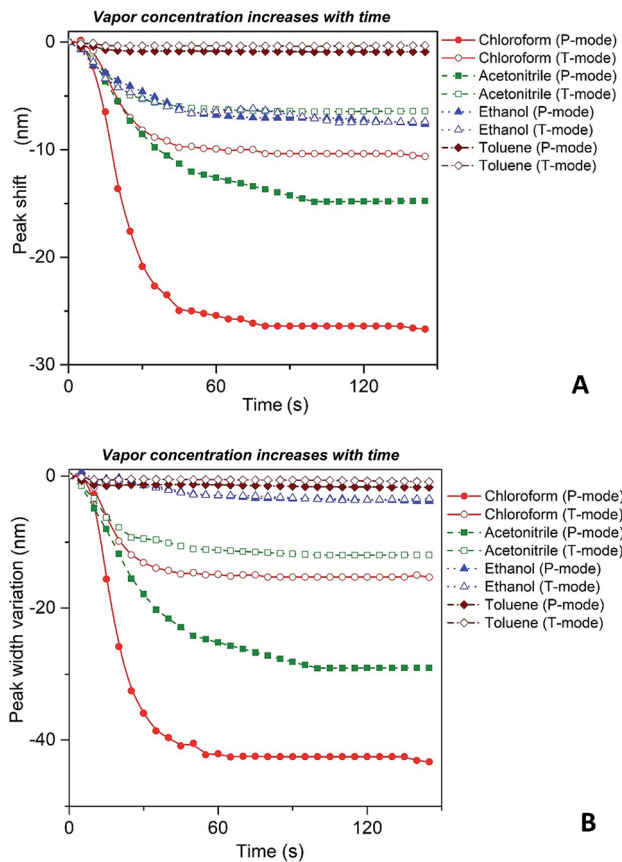 Vapor concentration increases with time
0
-10
-20
-30
Peak shift (nm)
0
60
120
Time (s)
Chloroform (P-mode)
Chloroform (T-mode)
Acetonitrile (P-mode)
Acetonitrile (T-mode)
Ethanol (P-mode)
Ethanol (T-mode)
Toluene (P-mode)
Toluene (T-mode)
A
Vapor concentration increases with time
0
-20
-40
Peak width variation (nm)
0
60
120
Time (s)
Chloroform (P-mode)
Chloroform (T-mode)
Acetonitrile (P-mode)
Acetonitrile (T-mode)
Ethanol (P-mode)
Ethanol (T-mode)
Toluene (P-mode)
Toluene (T-mode)
B